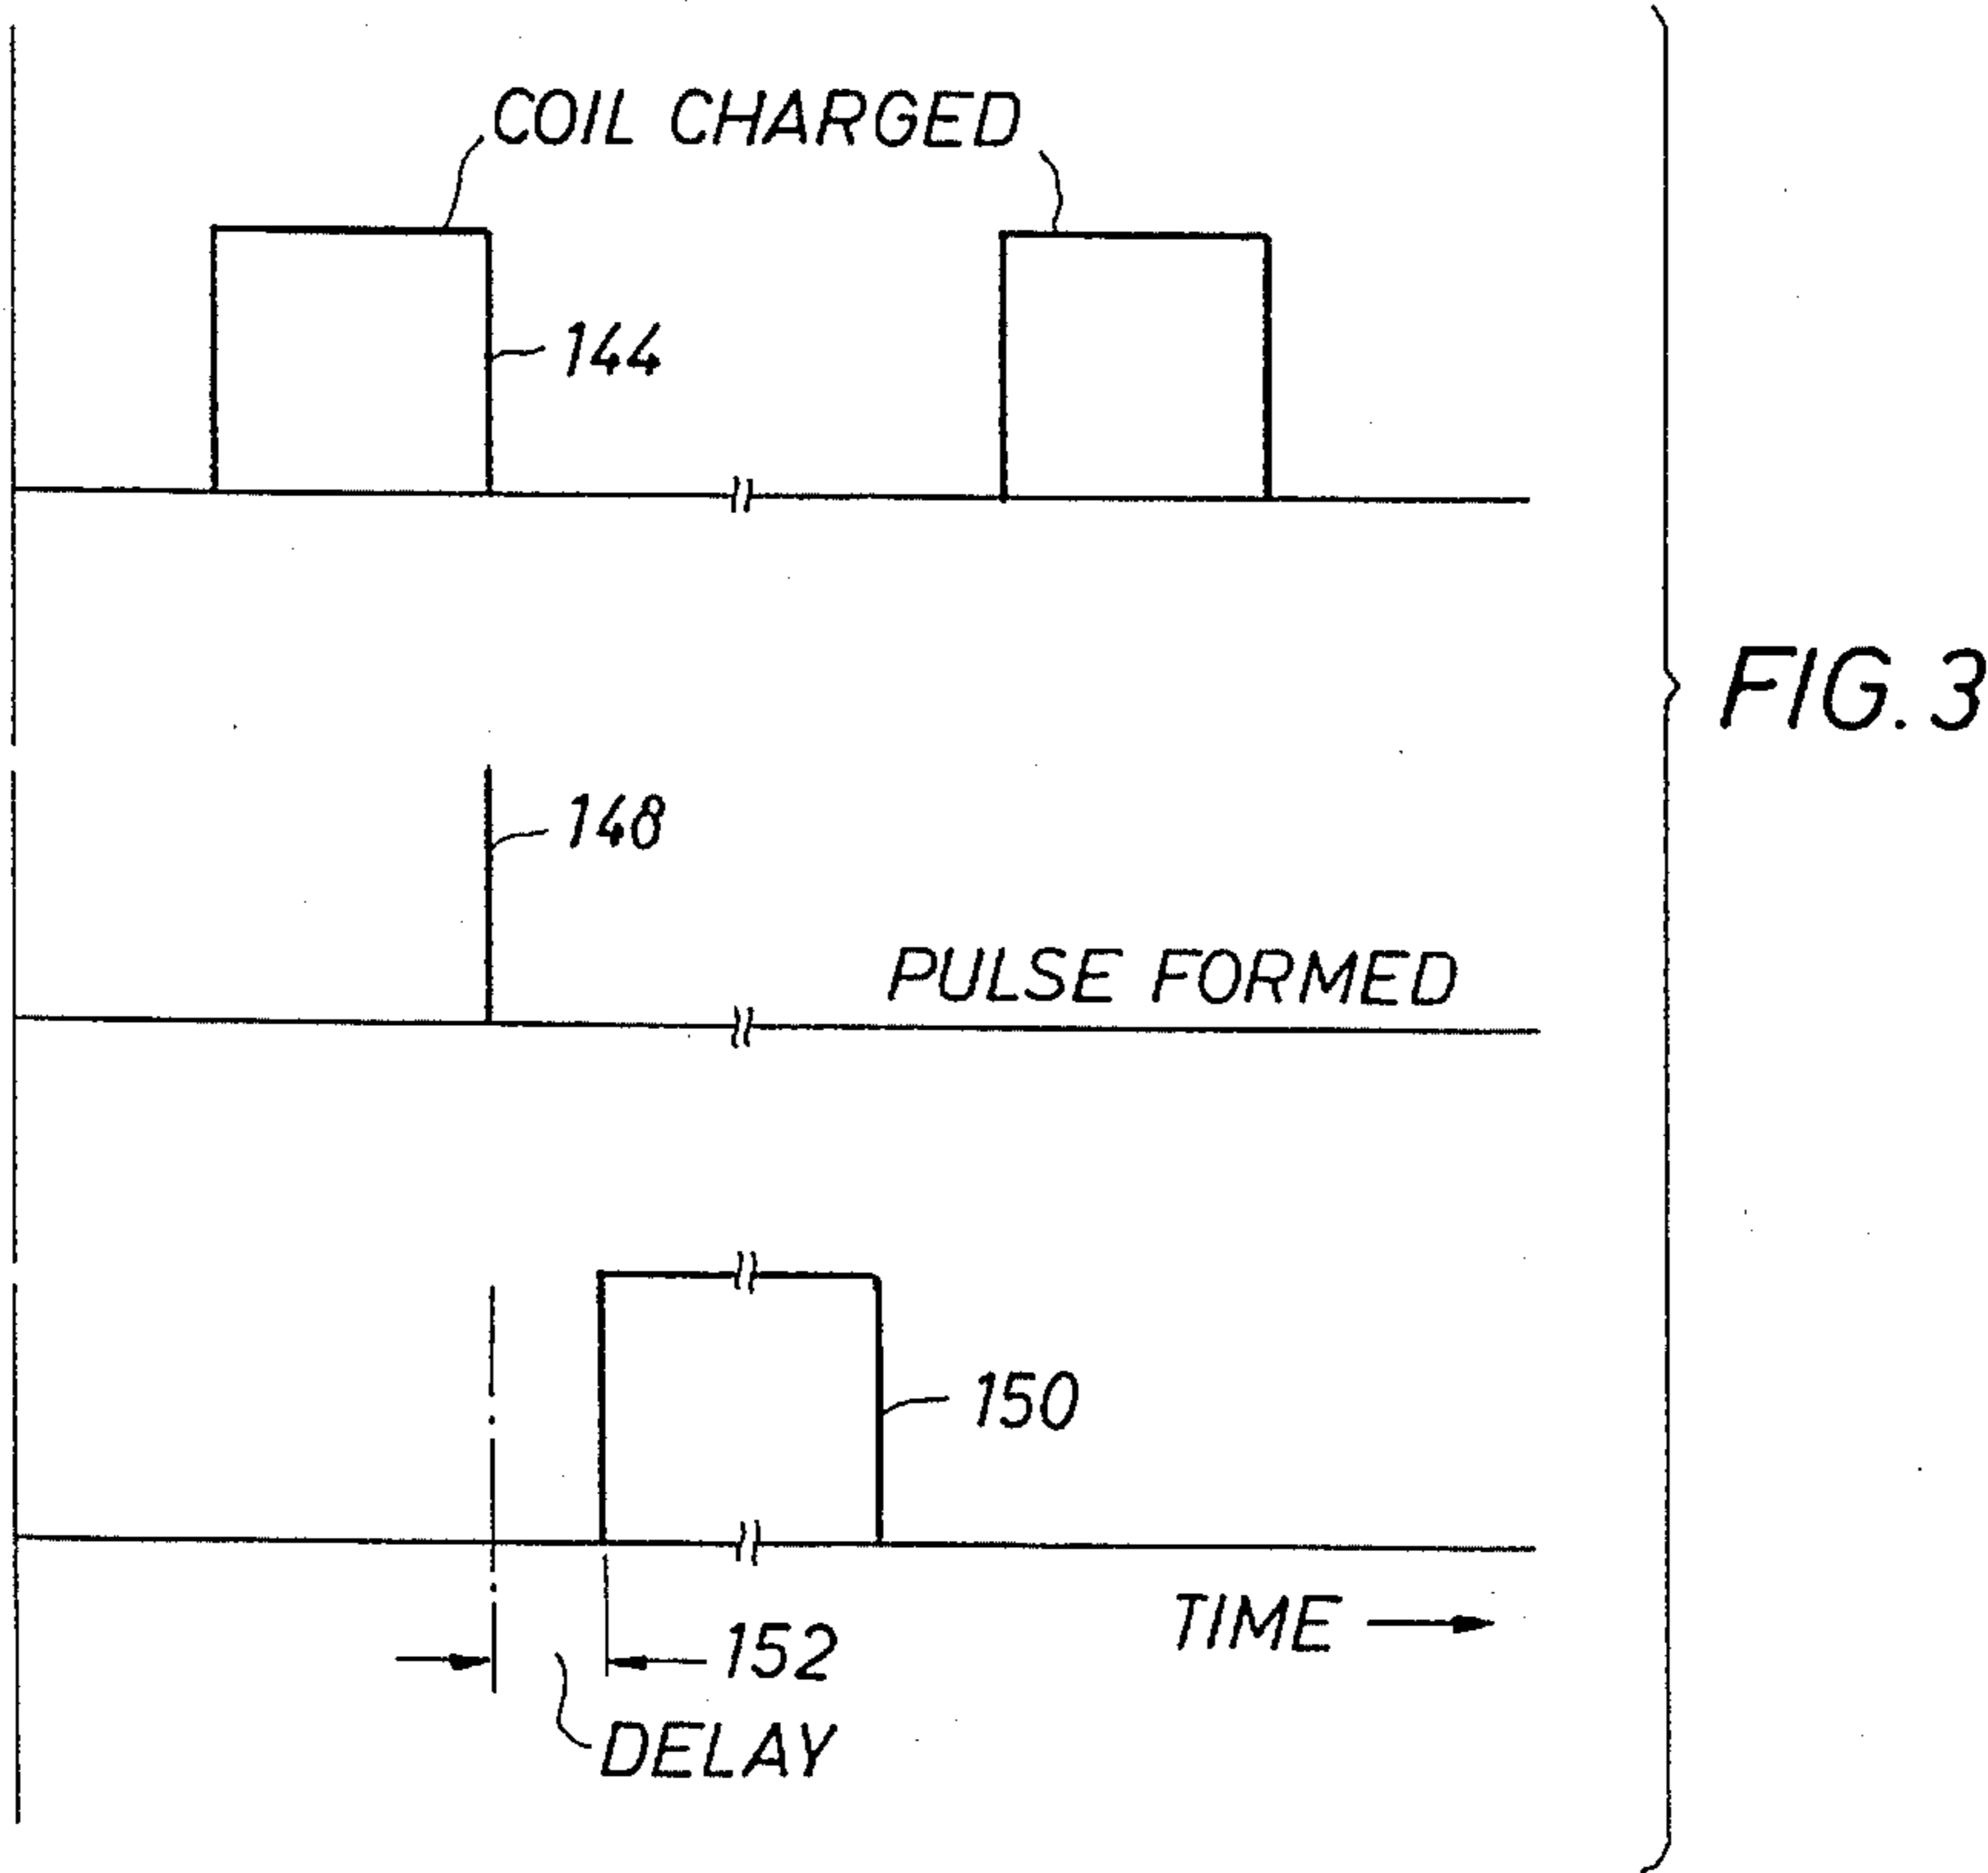 COIL CHARGED
144
FIG. 3
148
PULSE FORMED
150
TIME
152
DELAY